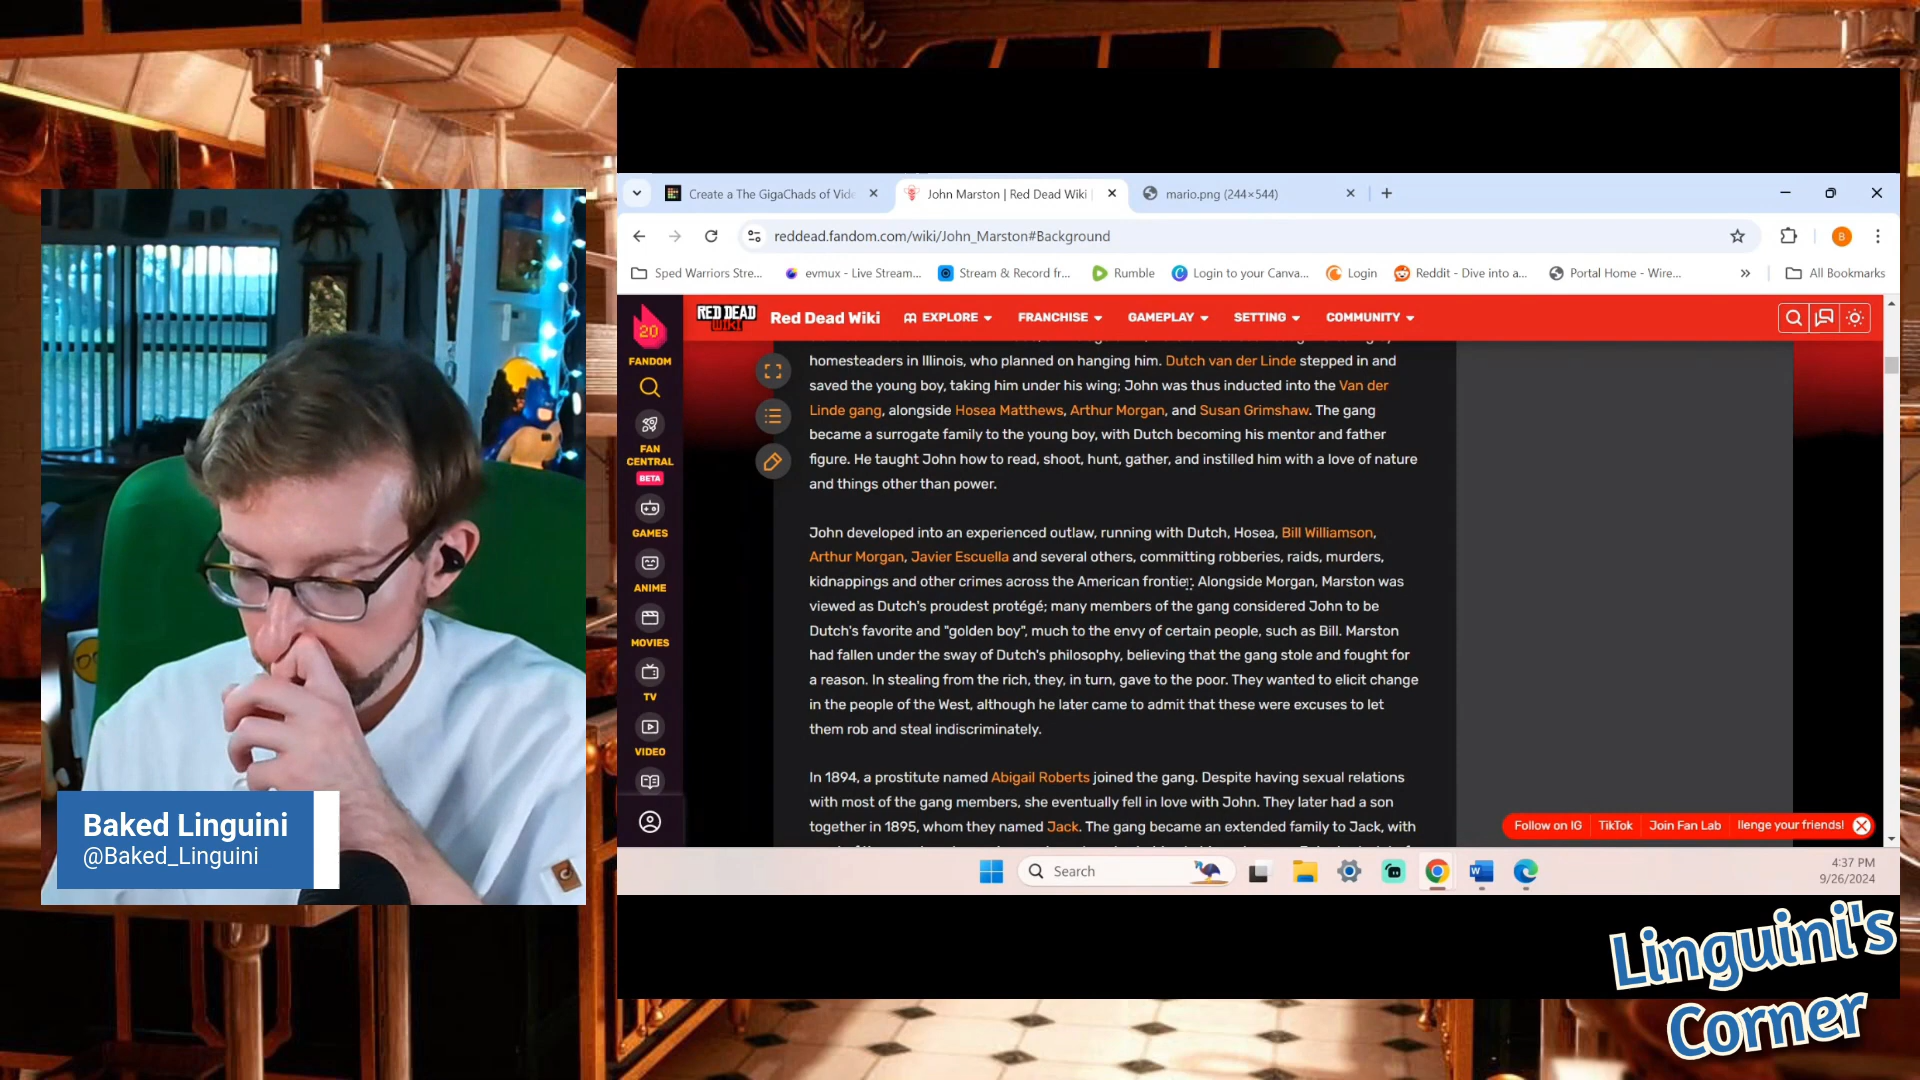 Create a The GigaChads of Vide
John Marston | Red Dead Wiki
mario.png (244×544)
reddead.fandom.com/wiki/John_Marston#Background
B
Sped Warriors Stre...
evmux - Live Stream...
Stream & Record fr...
Rumble
Login to your Canva...
Login
Reddit - Dive into a...
Portal Home - Wire...
All Bookmarks
20
FANDOM
FAN
CENTRAL
BETA
GAMES
ANIME
MOVIES
TV
VIDEO
RED DEAD
WIKI
Red Dead Wiki
EXPLORE
FRANCHISE
GAMEPLAY
SETTING
COMMUNITY
homesteaders in Illinois, who planned on hanging him. Dutch van der Linde stepped in and
saved the young boy, taking him under his wing; John was thus inducted into the Van der
Linde gang, alongside Hosea Matthews, Arthur Morgan, and Susan Grimshaw. The gang
became a surrogate family to the young boy, with Dutch becoming his mentor and father
figure. He taught John how to read, shoot, hunt, gather, and instilled him with a love of nature
and things other than power.
John developed into an experienced outlaw, running with Dutch, Hosea, Bill Williamson,
Arthur Morgan, Javier Escuella and several others, committing robberies, raids, murders,
kidnappings and other crimes across the American frontier. Alongside Morgan, Marston was
viewed as Dutch's proudest protégé; many members of the gang considered John to be
Dutch's favorite and "golden boy", much to the envy of certain people, such as Bill. Marston
had fallen under the sway of Dutch's philosophy, believing that the gang stole and fought for
a reason. In stealing from the rich, they, in turn, gave to the poor. They wanted to elicit change
in the people of the West, although he later came to admit that these were excuses to let
them rob and steal indiscriminately.
In 1894, a prostitute named Abigail Roberts joined the gang. Despite having sexual relations
with most of the gang members, she eventually fell in love with John. They later had a son
together in 1895, whom they named Jack. The gang became an extended family to Jack, with
Follow on IG
TikTok
Join Fan Lab
llenge your friends!
Search
4:37 PM
9/26/2024
Baked Linguini
@Baked_Linguini
Linguini's
Corner